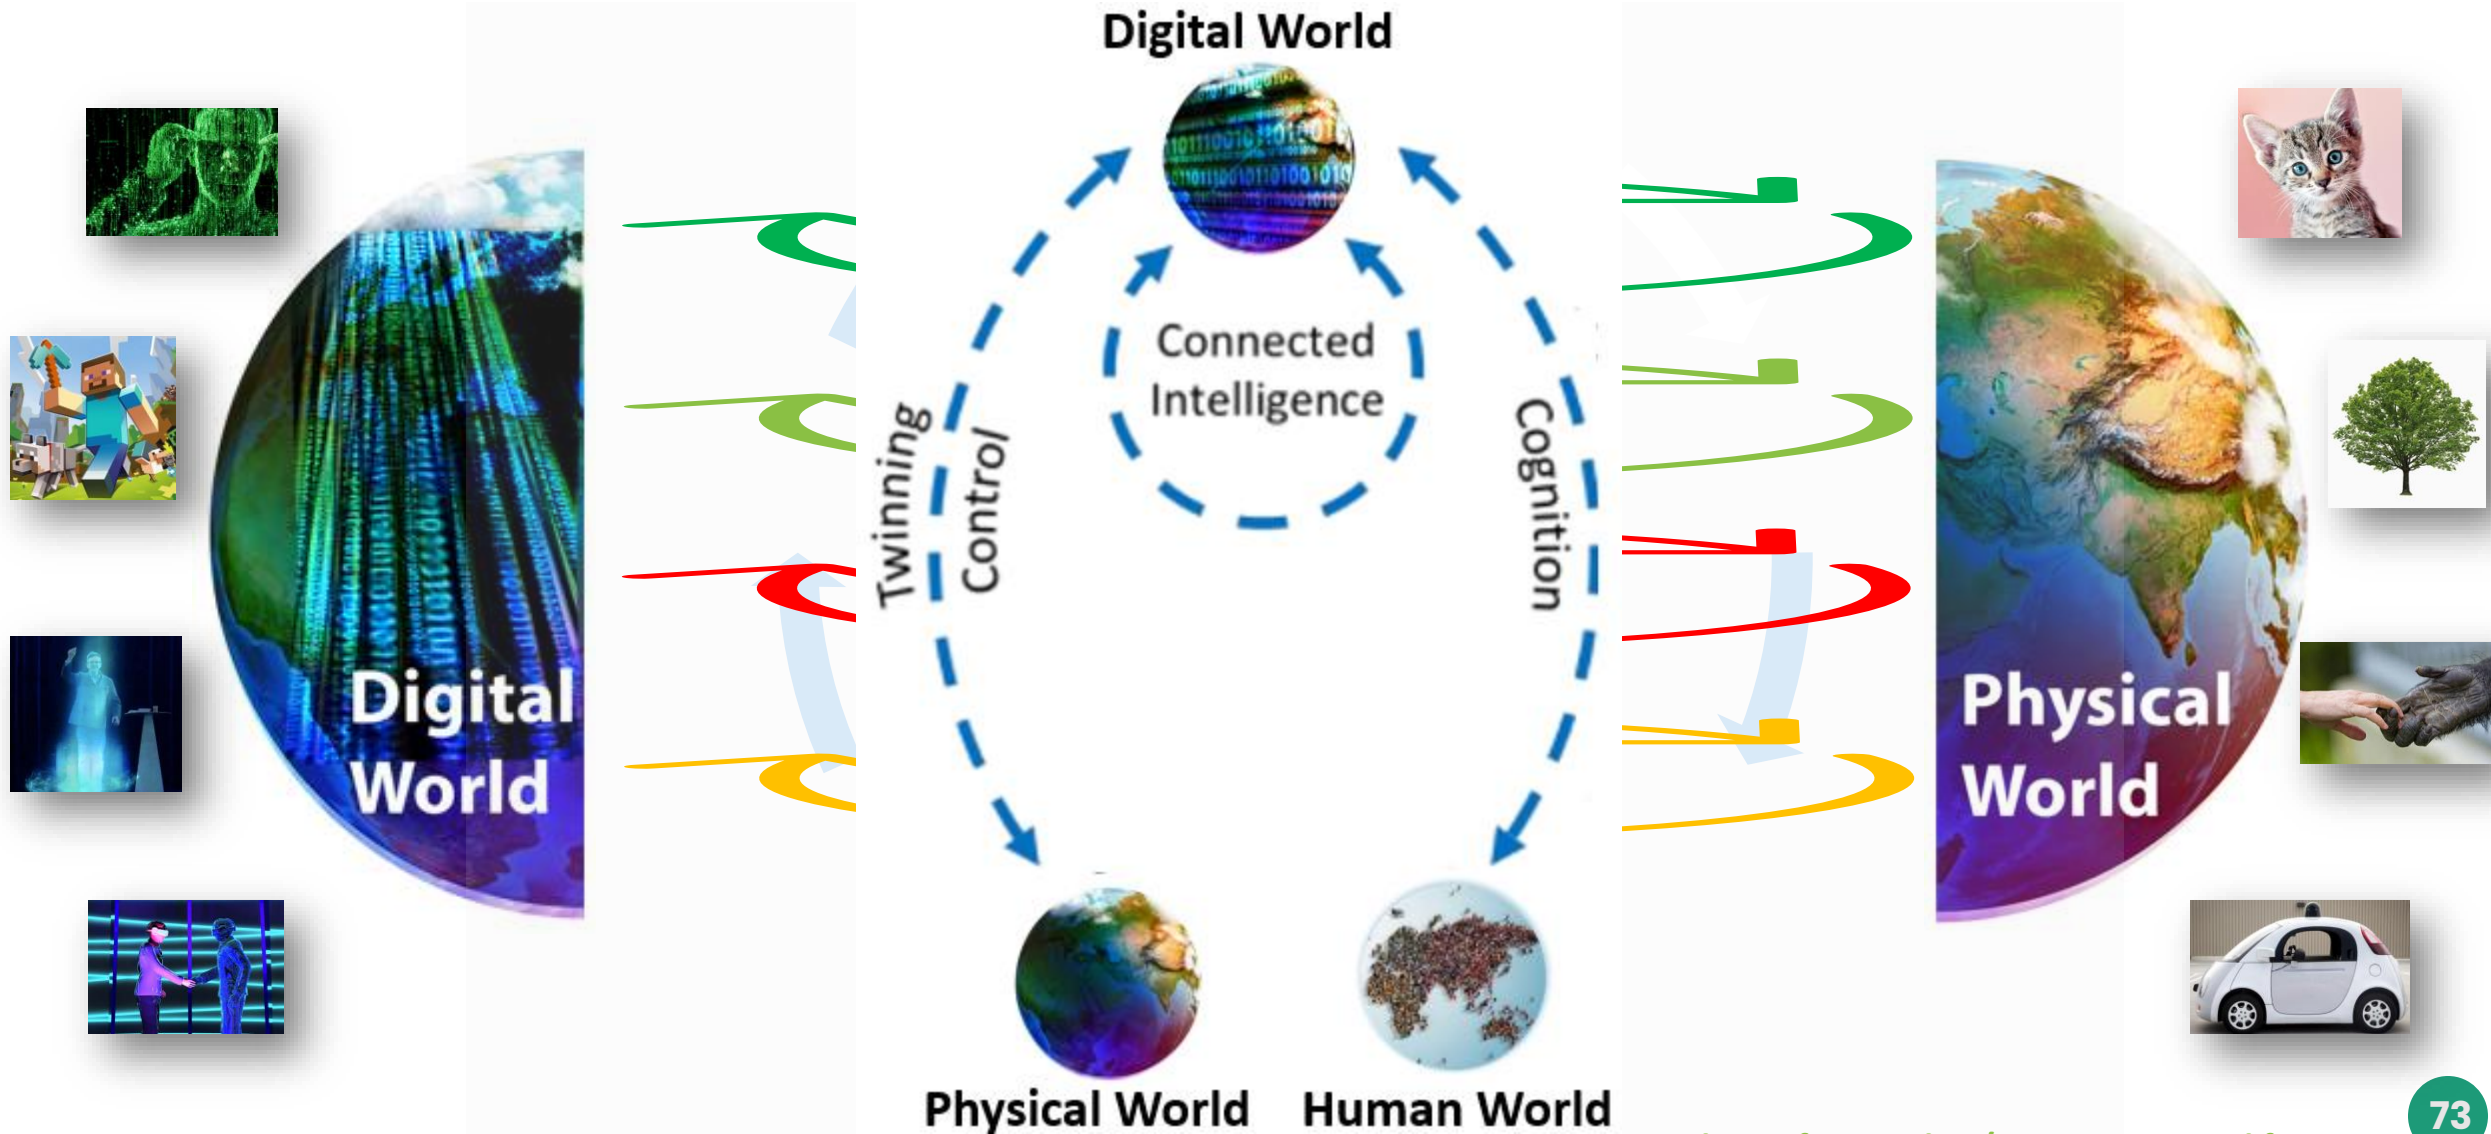 Digital World
Connected
Intelligence
Twinning
Control
Cognition
Digital
World
Physical
World
Physical World
Human World
73